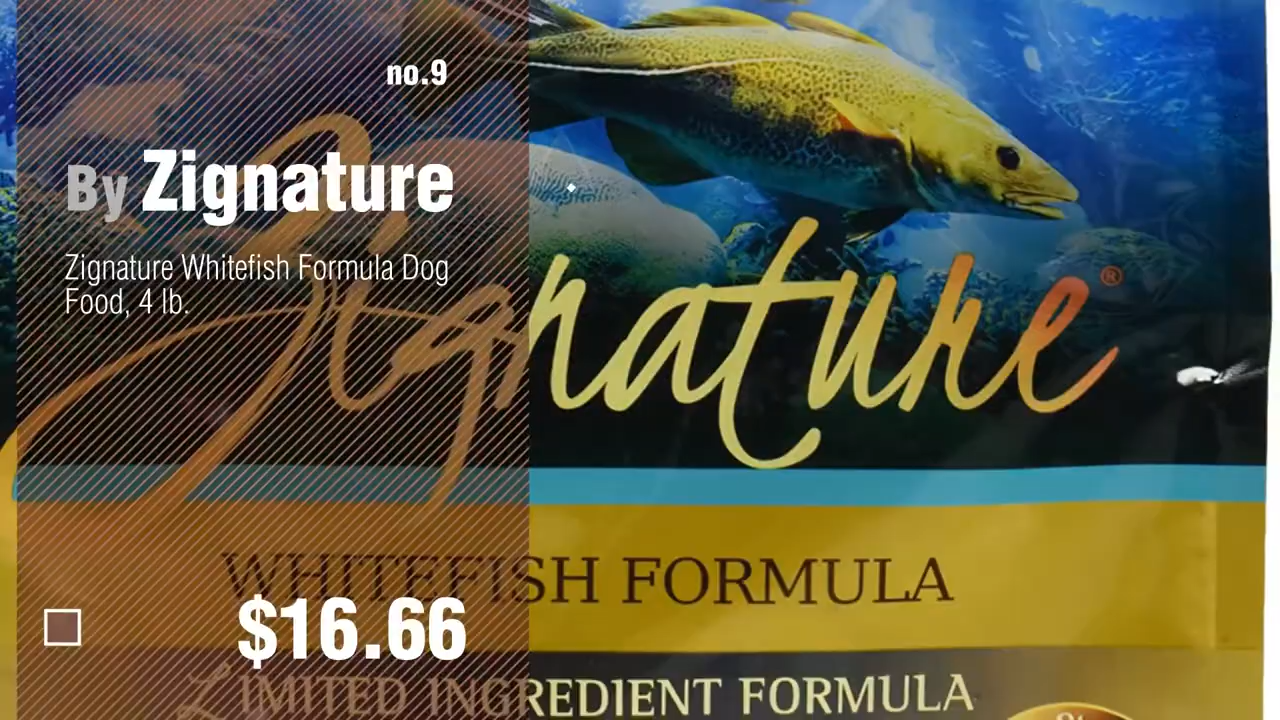 no.9
By Zignature
Zignature Whitefish Formula Dog
Food, 4 lb.
Zignature®
WHITEFISH FORMULA
$16.66
LIMITED INGREDIENT FORMULA